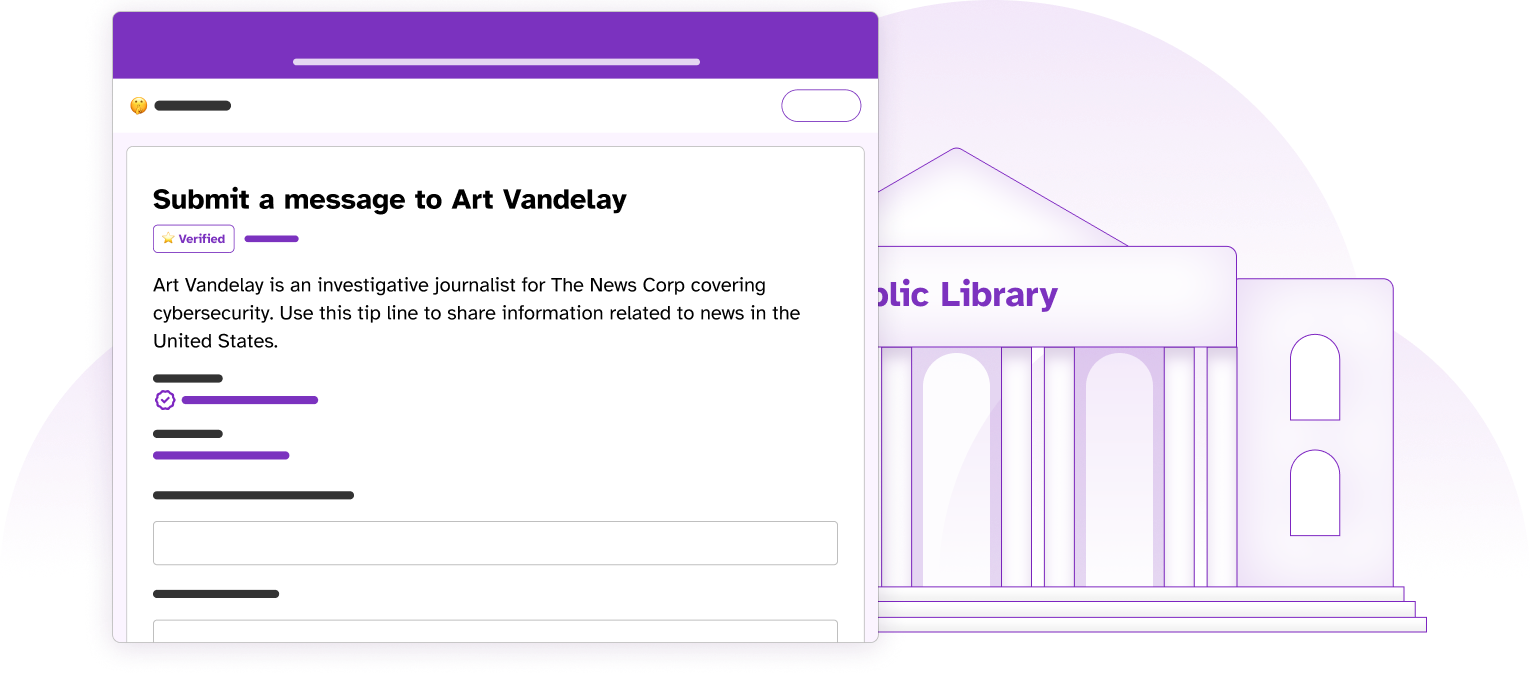 Submit a message to Art Vandelay
Verified
Art Vandelay is an investigative journalist for The News Corp covering
cybersecurity. Use this tip line to share information related to news in the
United States.
blic Library